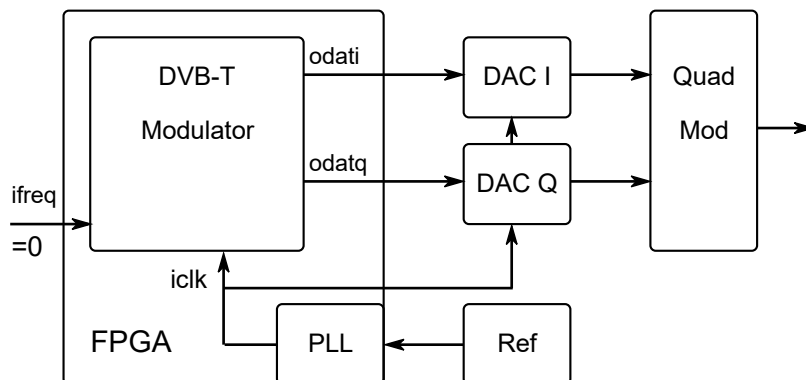 DVB-T
Modulator
odati
DAC I
Quad
Mod
odatq
DAC Q
ifreq
=0
iclk
FPGA
PLL
Ref